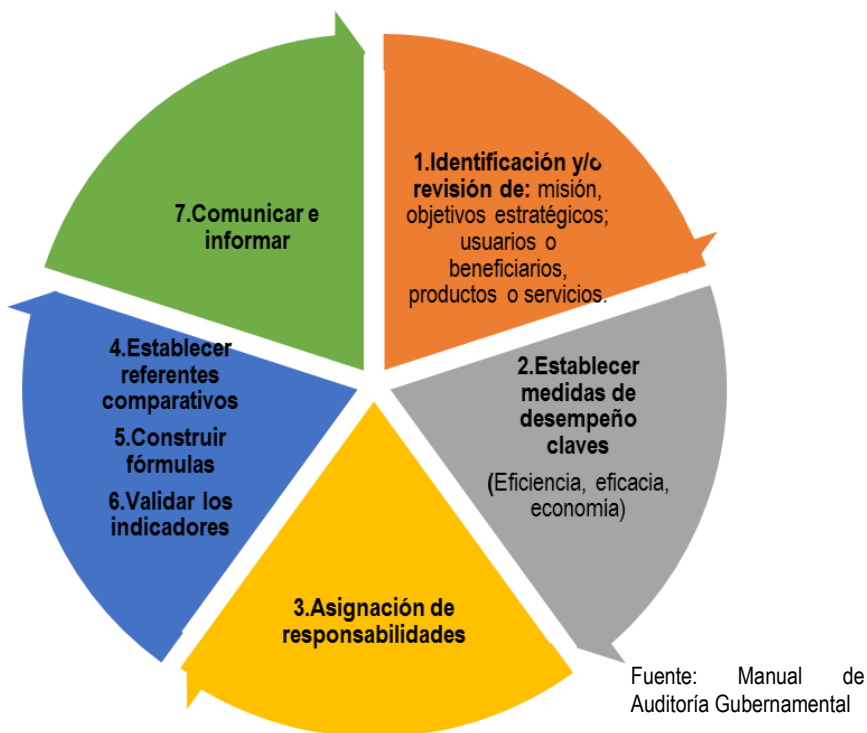 1.Identificación y/o
revisión de: misión,
objetivos estratégicos;
usuarios o
beneficiarios,
productos o servicios.
2.Establecer
medidas de
desempeño
claves
(Eficiencia, eficacia,
economía)
3.Asignación de
responsabilidades
4.Establecer
referentes
comparativos
5.Construir
fórmulas
6.Validar los
indicadores
7.Comunicar e
informar
Fuente: Manual de
Auditoría Gubernamental